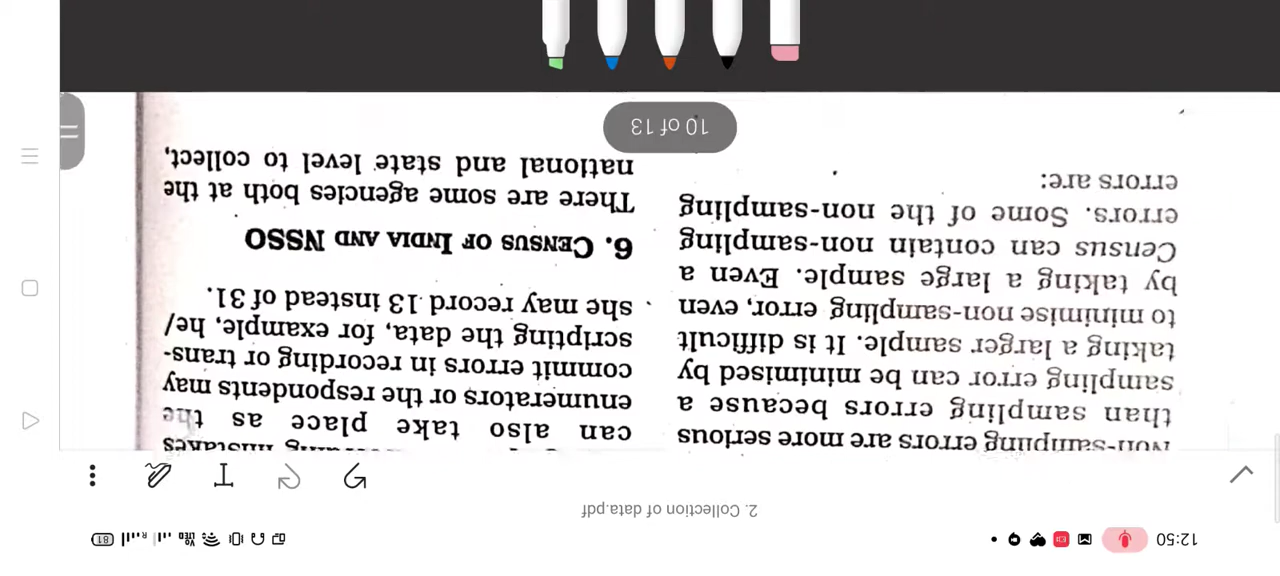 12:50
81
2. Collection of data.pdf
Non-sampling errors are more serious
than sampling errors because a
sampling error can be minimised by
taking a larger sample. It is difficult
to minimise non-sampling error, even
by taking a large sample. Even a
Census can contain non-sampling
errors. Some of the non-sampling
errors are:
mistakes
can also take place as the
enumerators or the respondents may
commit errors in recording or trans-
scripting the data, for example, he/
she may record 13 instead of 31.
6. CENSUS OF INDIA AND NSSO
There are some agencies both at the
national and state level to collect,
10 of 13